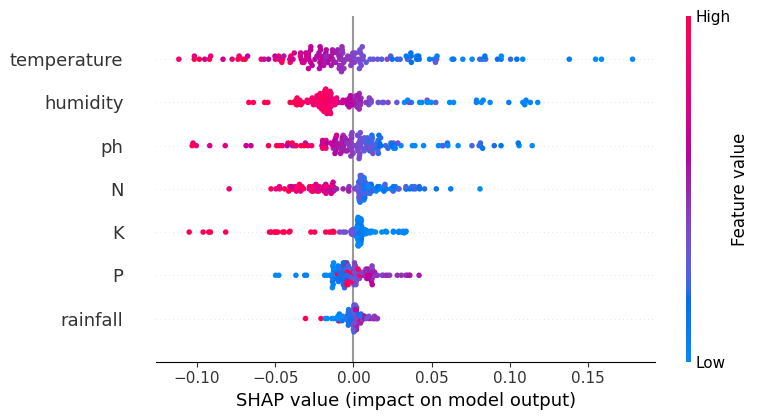 High
temperature
humidity
ph
N
K
P
rainfall
Feature value
Low
−0.10 −0.05 0.00 0.05 0.10 0.15
SHAP value (impact on model output)